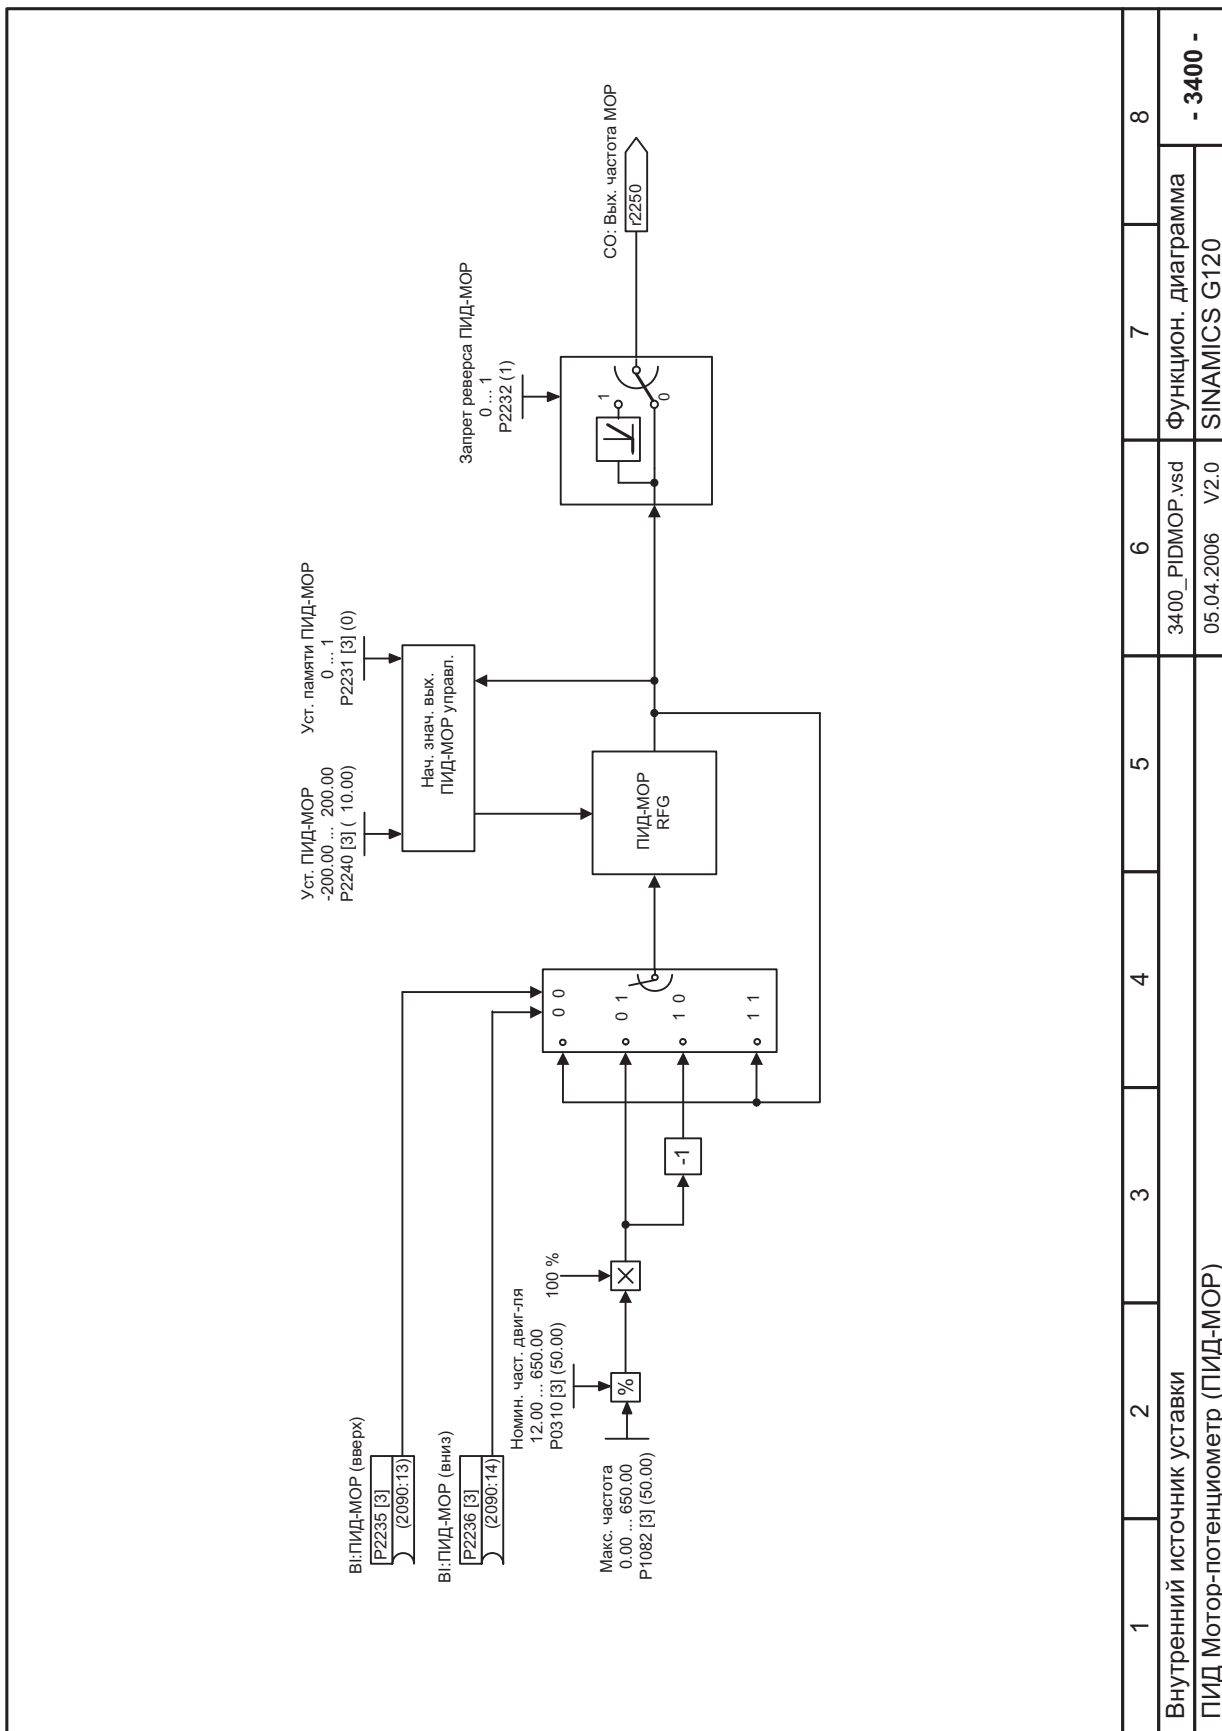 BI:ПИД-МОР (вверх)
P2235 [3]
(2090:13)
BI:ПИД-МОР (вниз)
P2236 [3]
(2090:14)
Номин. част. двиг-ля
12.00 ... 650.00
P0310 [3] (50.00)
Макс. частота
0.00 ... 650.00
P1082 [3] (50.00)
%
100 %
-1
0 0
0 1
1 0
1 1
Уст. ПИД-МОР
-200.00 ... 200.00
P2240 [3] ( 10.00)
Уст. памяти ПИД-МОР
0 ... 1
P2231 [3] (0)
Нач. знач. вых.
ПИД-МОР управл.
ПИД-МОР
RFG
Запрет реверса ПИД-МОР
0 ... 1
P2232 (1)
1
0
CO: Вых. частота МОР
r2250
1 2 3 4 5 6 7 8
Внутренний источник уставки
ПИД Мотор-потенциометр (ПИД-МОР)
3400_PIDMOP.vsd
05.04.2006 V2.0
Функцион. диаграмма
SINAMICS G120
- 3400 -